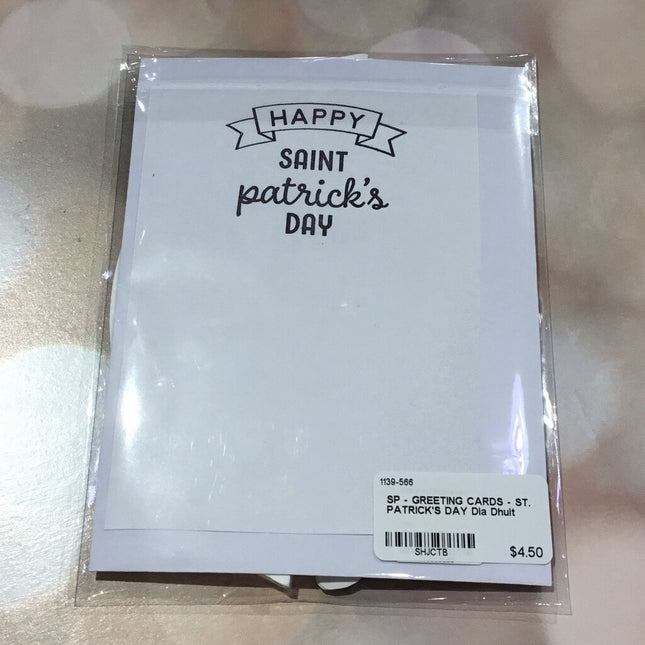 HAPPY
SAINT
patrick's
DAY
1139-566
SP - GREETING CARDS - ST.
PATRICK'S DAY Dia Dhuit
SHJCTB
$4.50